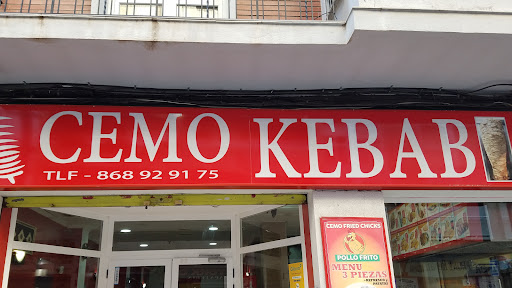 CEMO KEBAB
TLF - 868 92 91 75
CEMO FRIED CHICKS
POLLO FRITO
MENU
3 PIEZAS